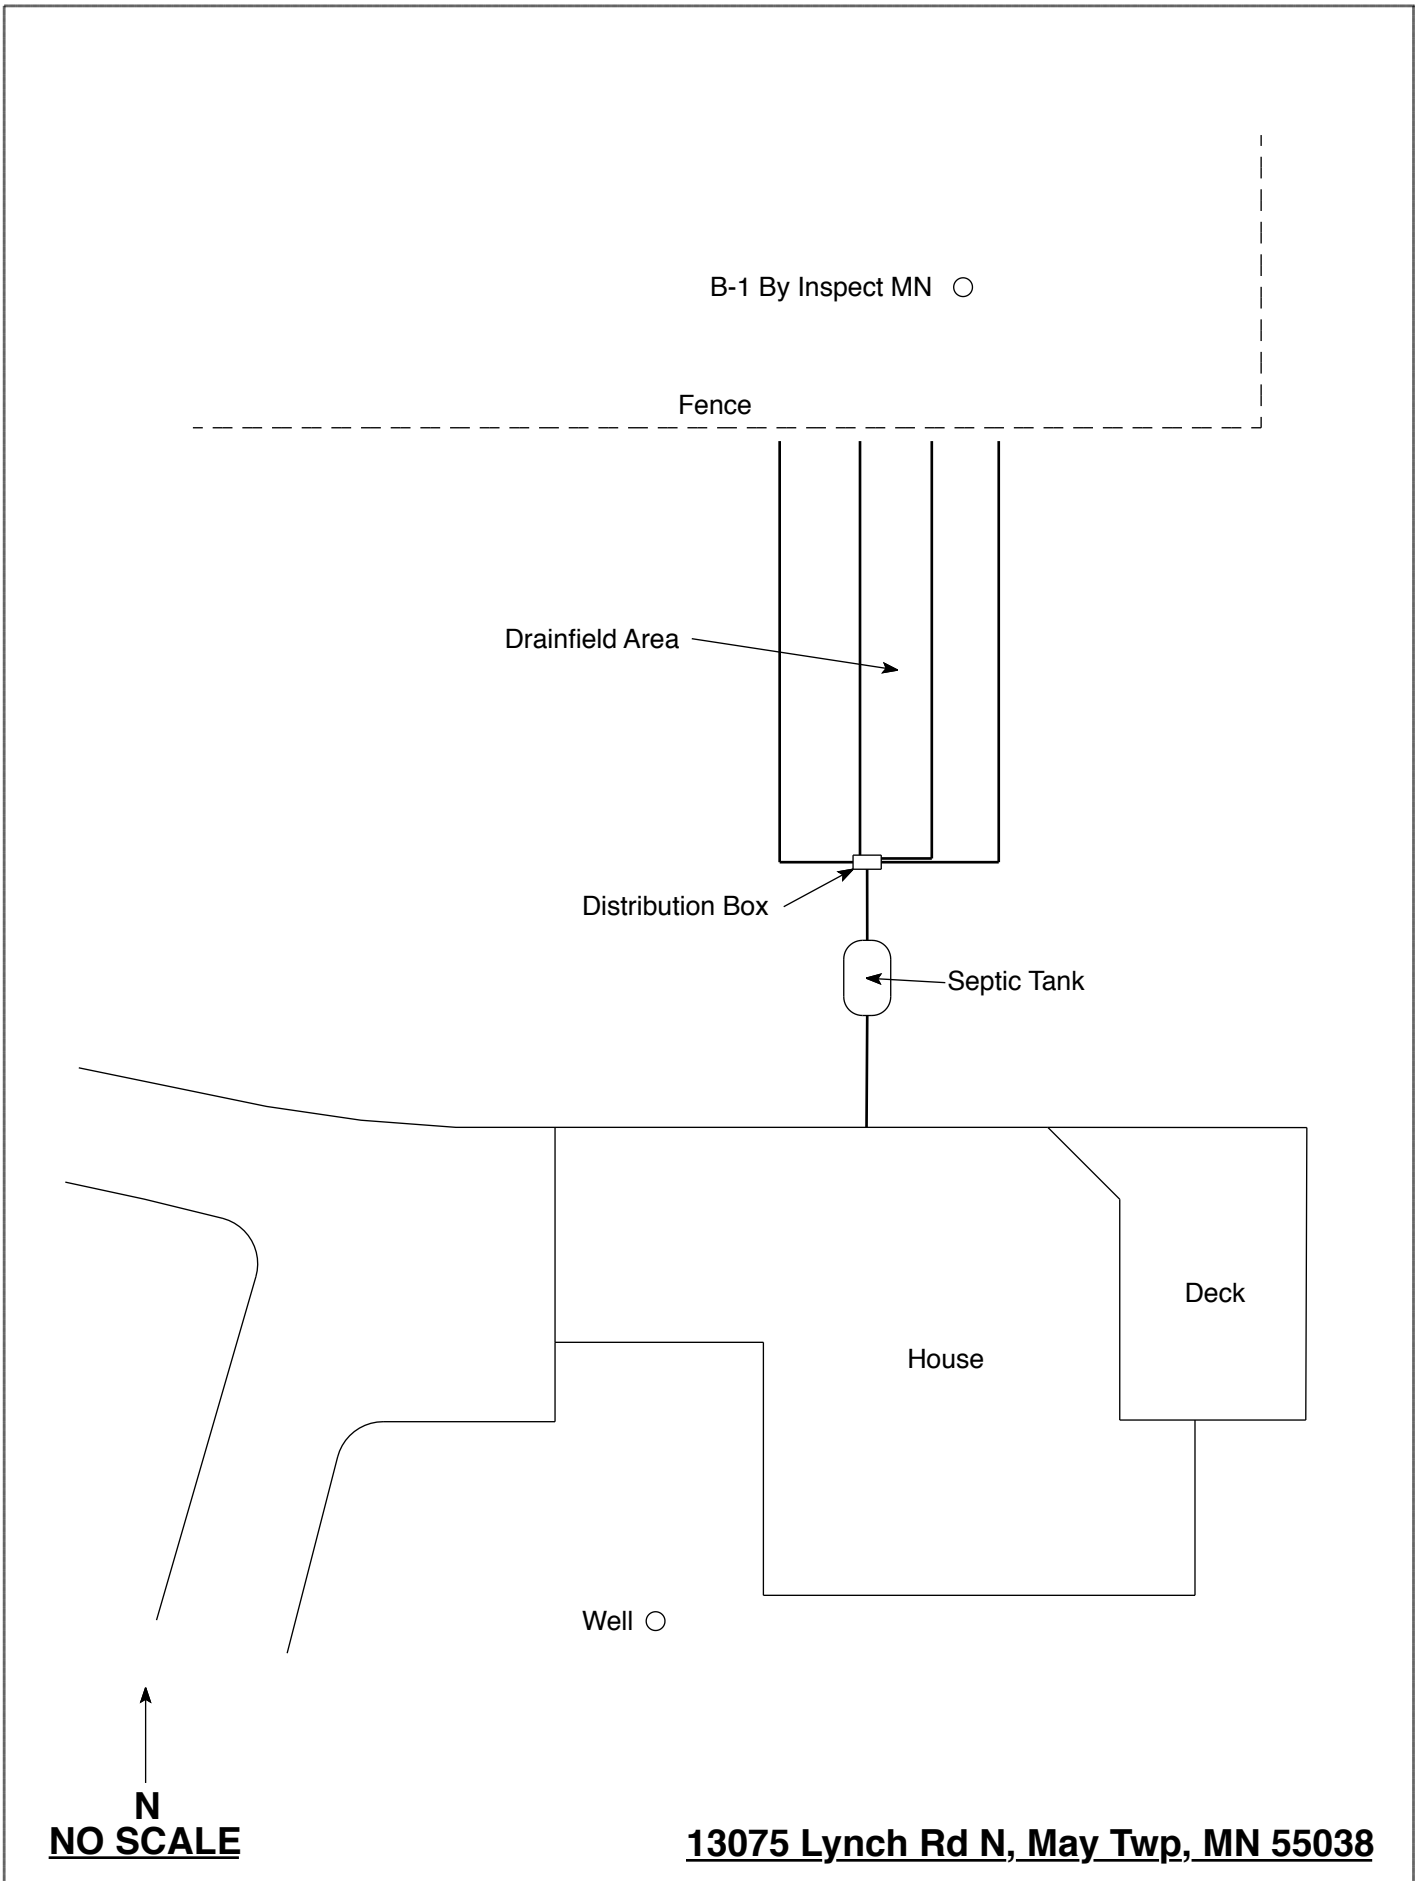 B-1 By Inspect MN
Fence
Drainfield Area
Distribution Box
Septic Tank
Deck
House
Well
N
NO SCALE
13075 Lynch Rd N, May Twp, MN 55038